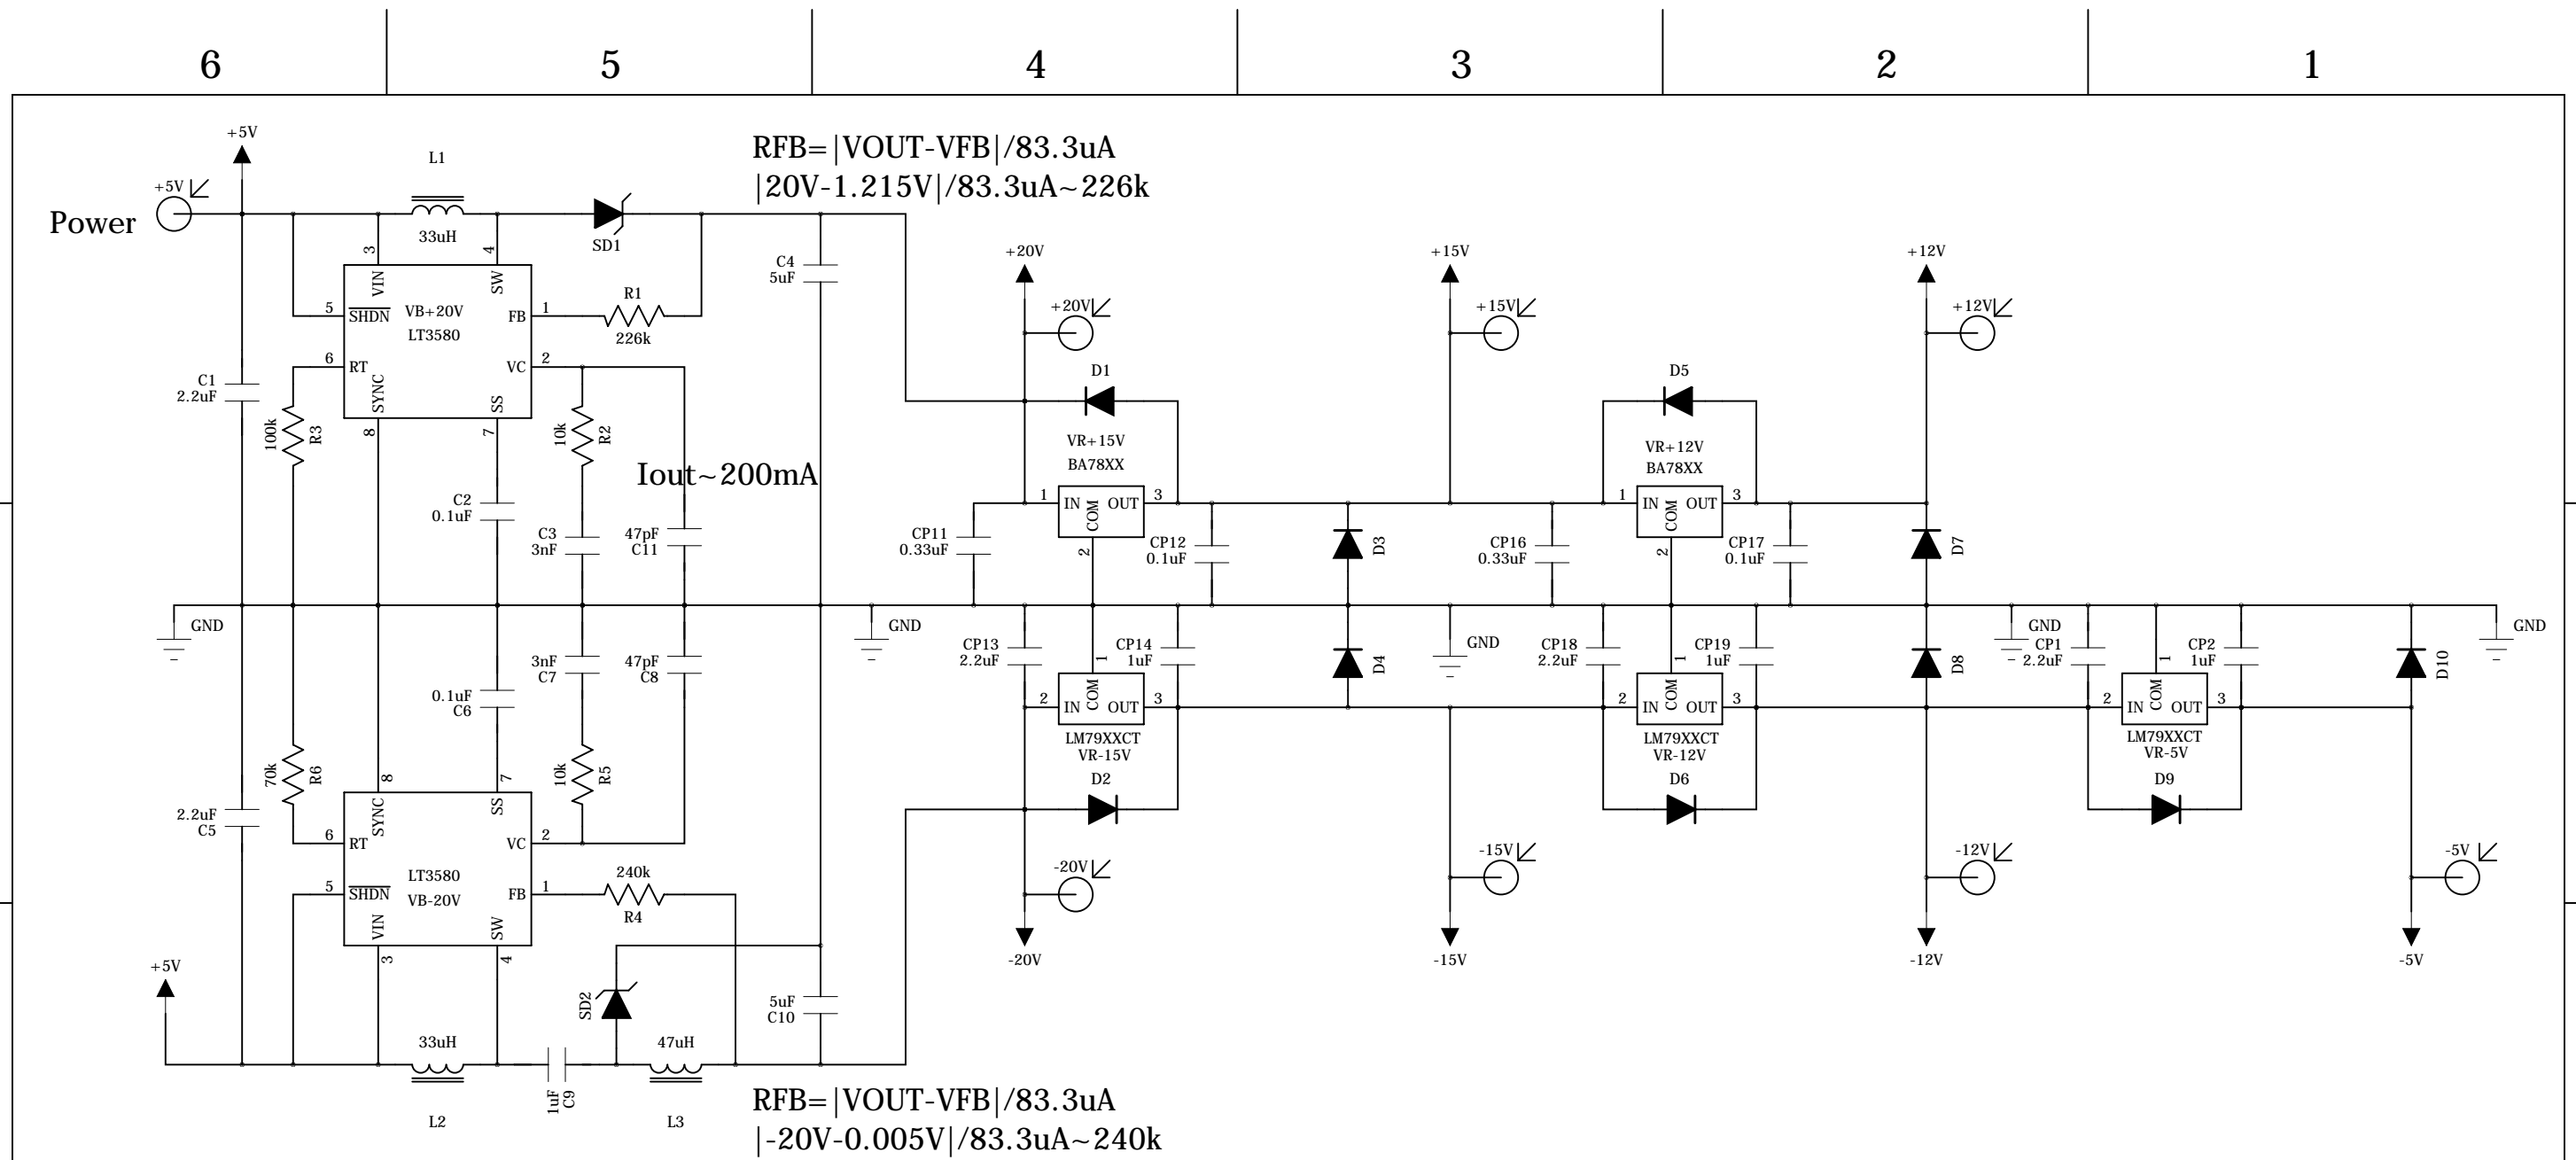 6 5 4 3 2 1
+5V
L1
RFB=|VOUT-VFB|/83.3uA
|20V-1.215V|/83.3uA~226k
+5V
Power
33uH
SD1
3
4
VIN
SW
VB+20V
LT3580
5
SHDN
FB
1
R1
226k
6
RT
VC
2
SYNC
SS
8
7
C1
2.2uF
100k
R3
10k
R2
Iout~200mA
C2
0.1uF
C3
3nF
47pF
C11
C4
5uF
+20V
+20V
D1
VR+15V
BA78XX
1
IN
OUT
COM
3
2
CP11
0.33uF
CP12
0.1uF
+15V
+15V
D3
CP16
0.33uF
D5
VR+12V
BA78XX
1
IN
OUT
COM
3
2
CP17
0.1uF
+12V
+12V
D7
GND
GND
GND
GND
GND
3nF
C7
47pF
C8
0.1uF
C6
70k
R6
10k
R5
2.2uF
C5
8
7
SYNC
SS
6
RT
VC
2
LT3580
VB-20V
5
SHDN
FB
1
VIN
SW
3
4
240k
R4
+5V
SD2
5uF
C10
33uH
47uH
1uF
C9
L2
L3
RFB=|VOUT-VFB|/83.3uA
|-20V-0.005V|/83.3uA~240k
CP13
2.2uF
CP14
1uF
1
2
IN
COM
OUT
3
LM79XXCT
VR-15V
D2
-20V
-20V
D4
-15V
-15V
CP18
2.2uF
CP19
1uF
1
2
IN
COM
OUT
3
LM79XXCT
VR-12V
D6
D8
-12V
-12V
CP1
2.2uF
CP2
1uF
1
2
IN
COM
OUT
3
LM79XXCT
VR-5V
D9
D10
-5V
-5V